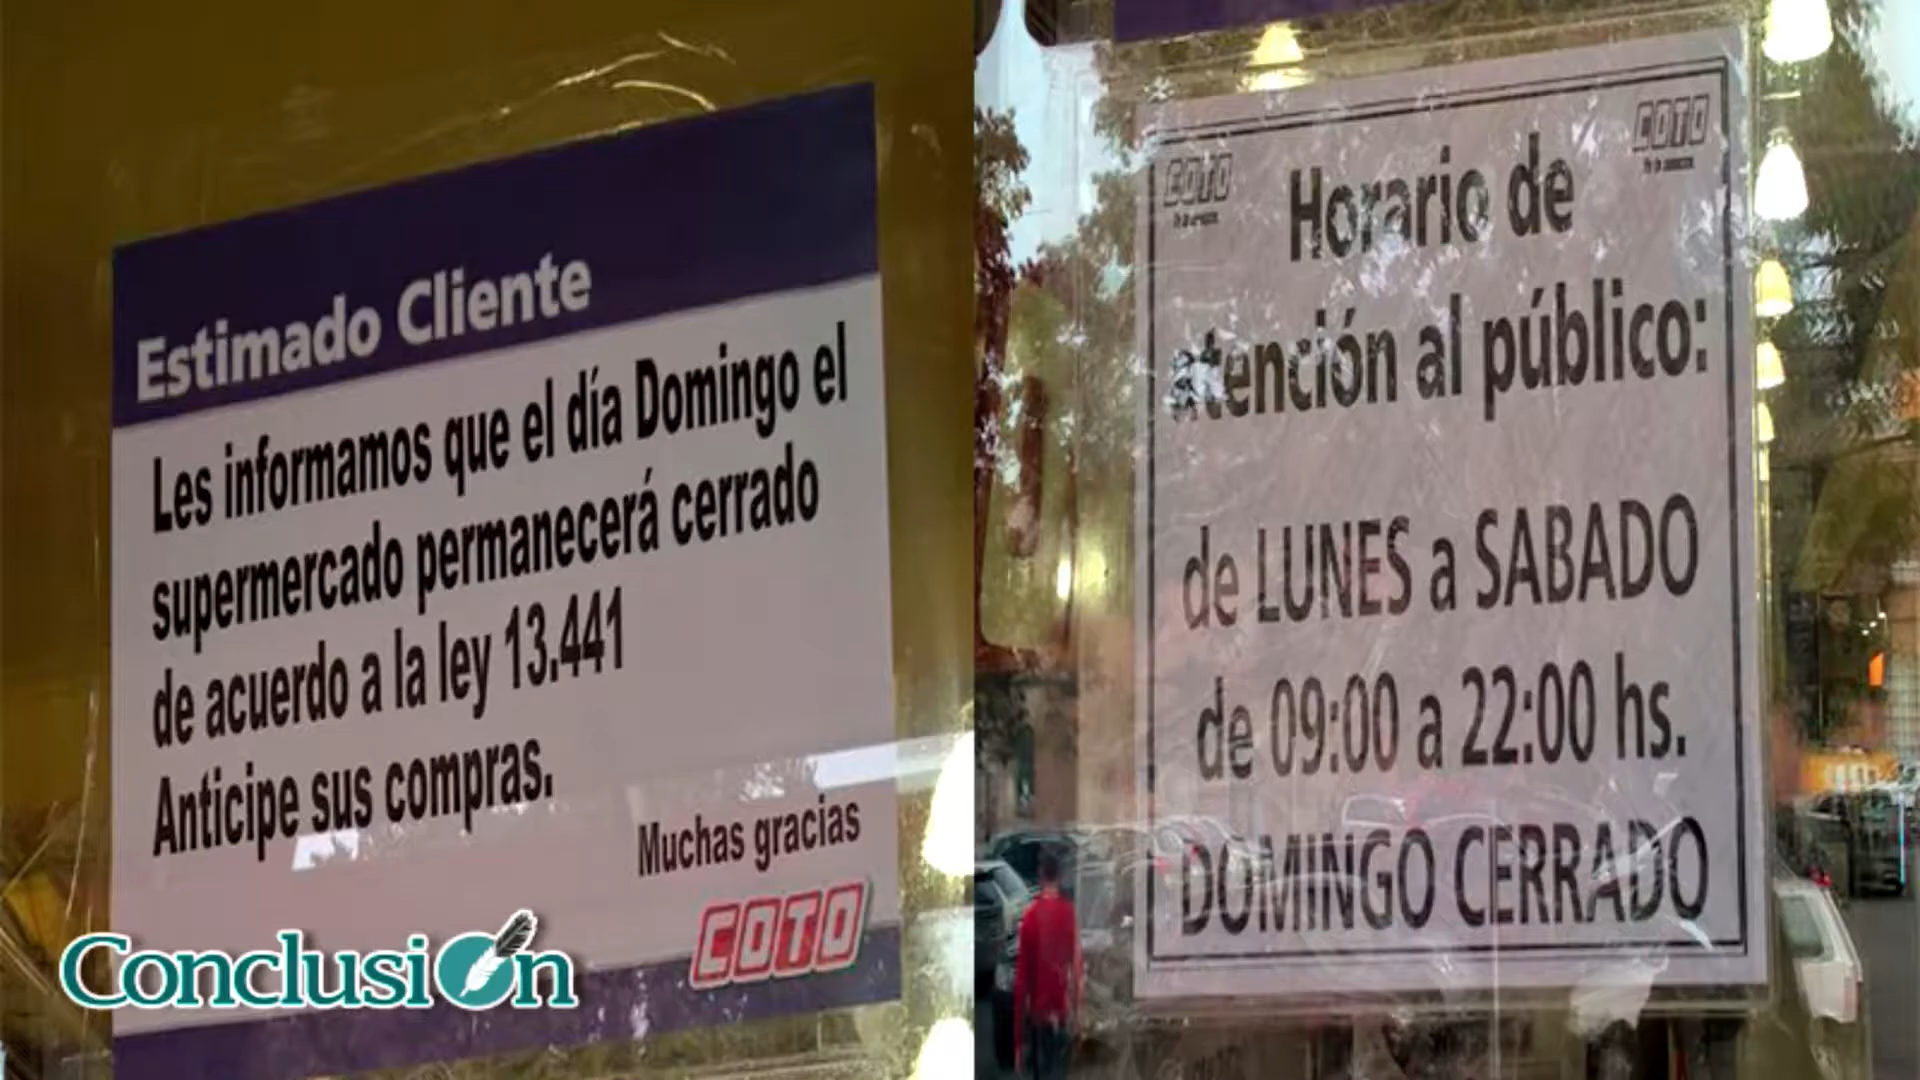 Estimado Cliente
Les informamos que el día Domingo el
supermercado permanecerá cerrado
de acuerdo a la ley 13.441
Anticipe sus compras.
Muchas gracias
COTO
Conclusión
COTO
COTO
Horario de
atención al público:
de LUNES a SABADO
de 09:00 a 22:00 hs.
DOMINGO CERRADO